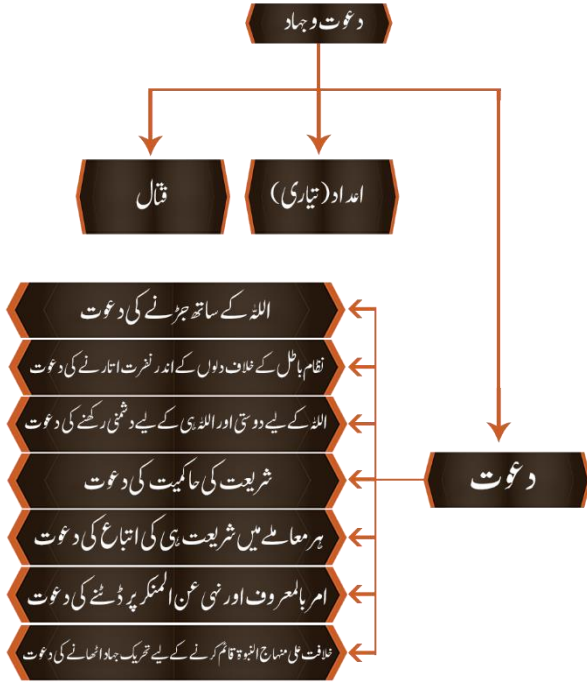 دعوت وجہاد
اعداد (تیاری)
قتال
دعوت
اللہ کے ساتھ جڑنے کی دعوت
نظام باطل کے خلاف دلوں کے اندر نفرت اتارنے کی دعوت
اللہ کے لیے دوستی اور اللہ ہی کے لیے دشمنی رکھنے کی دعوت
شریعت کی حاکمیت کی دعوت
ہر معاملے میں شریعت ہی کی اتباع کی دعوت
امر بالمعروف اور نہی عن المنکر پر ڈٹنے کی دعوت
خلافت علی منہاج النبوۃ قائم کرنے کے لیے تحریک جہاد اٹھانے کی دعوت